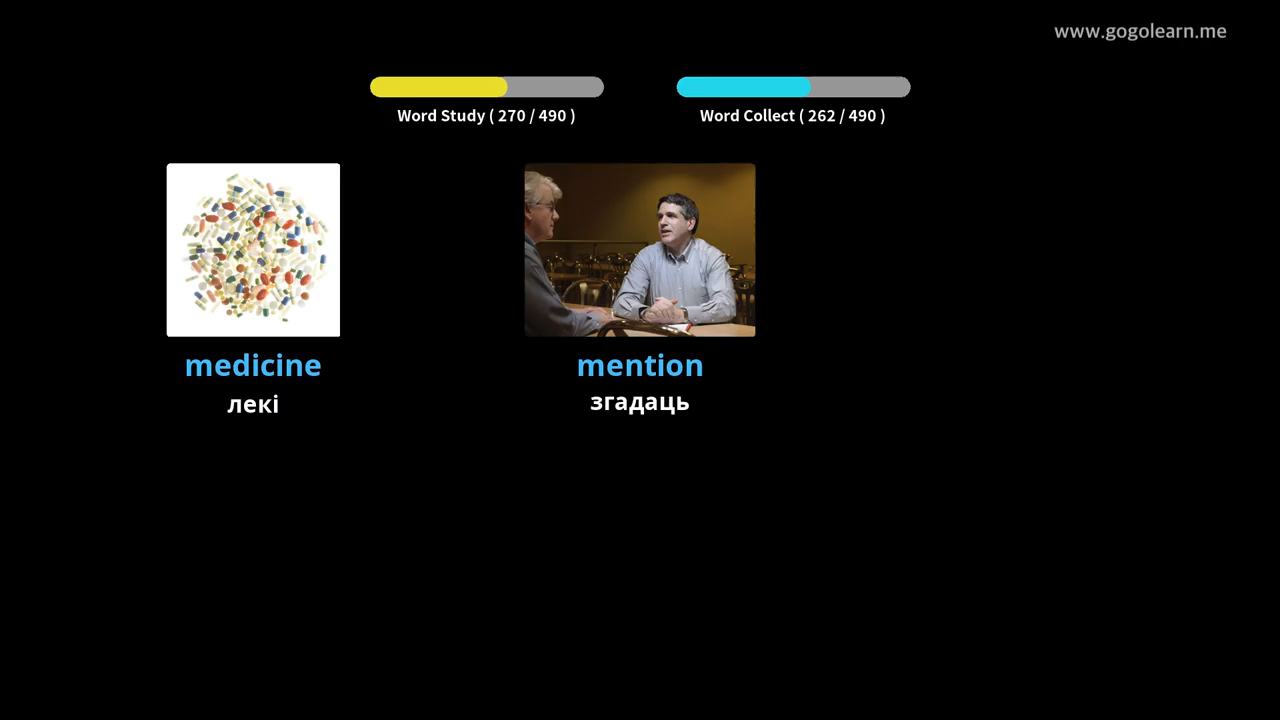 www.gogolearn.me
Word Study ( 270 / 490 )
Word Collect ( 262 / 490 )
medicine
лекі
mention
згадаць